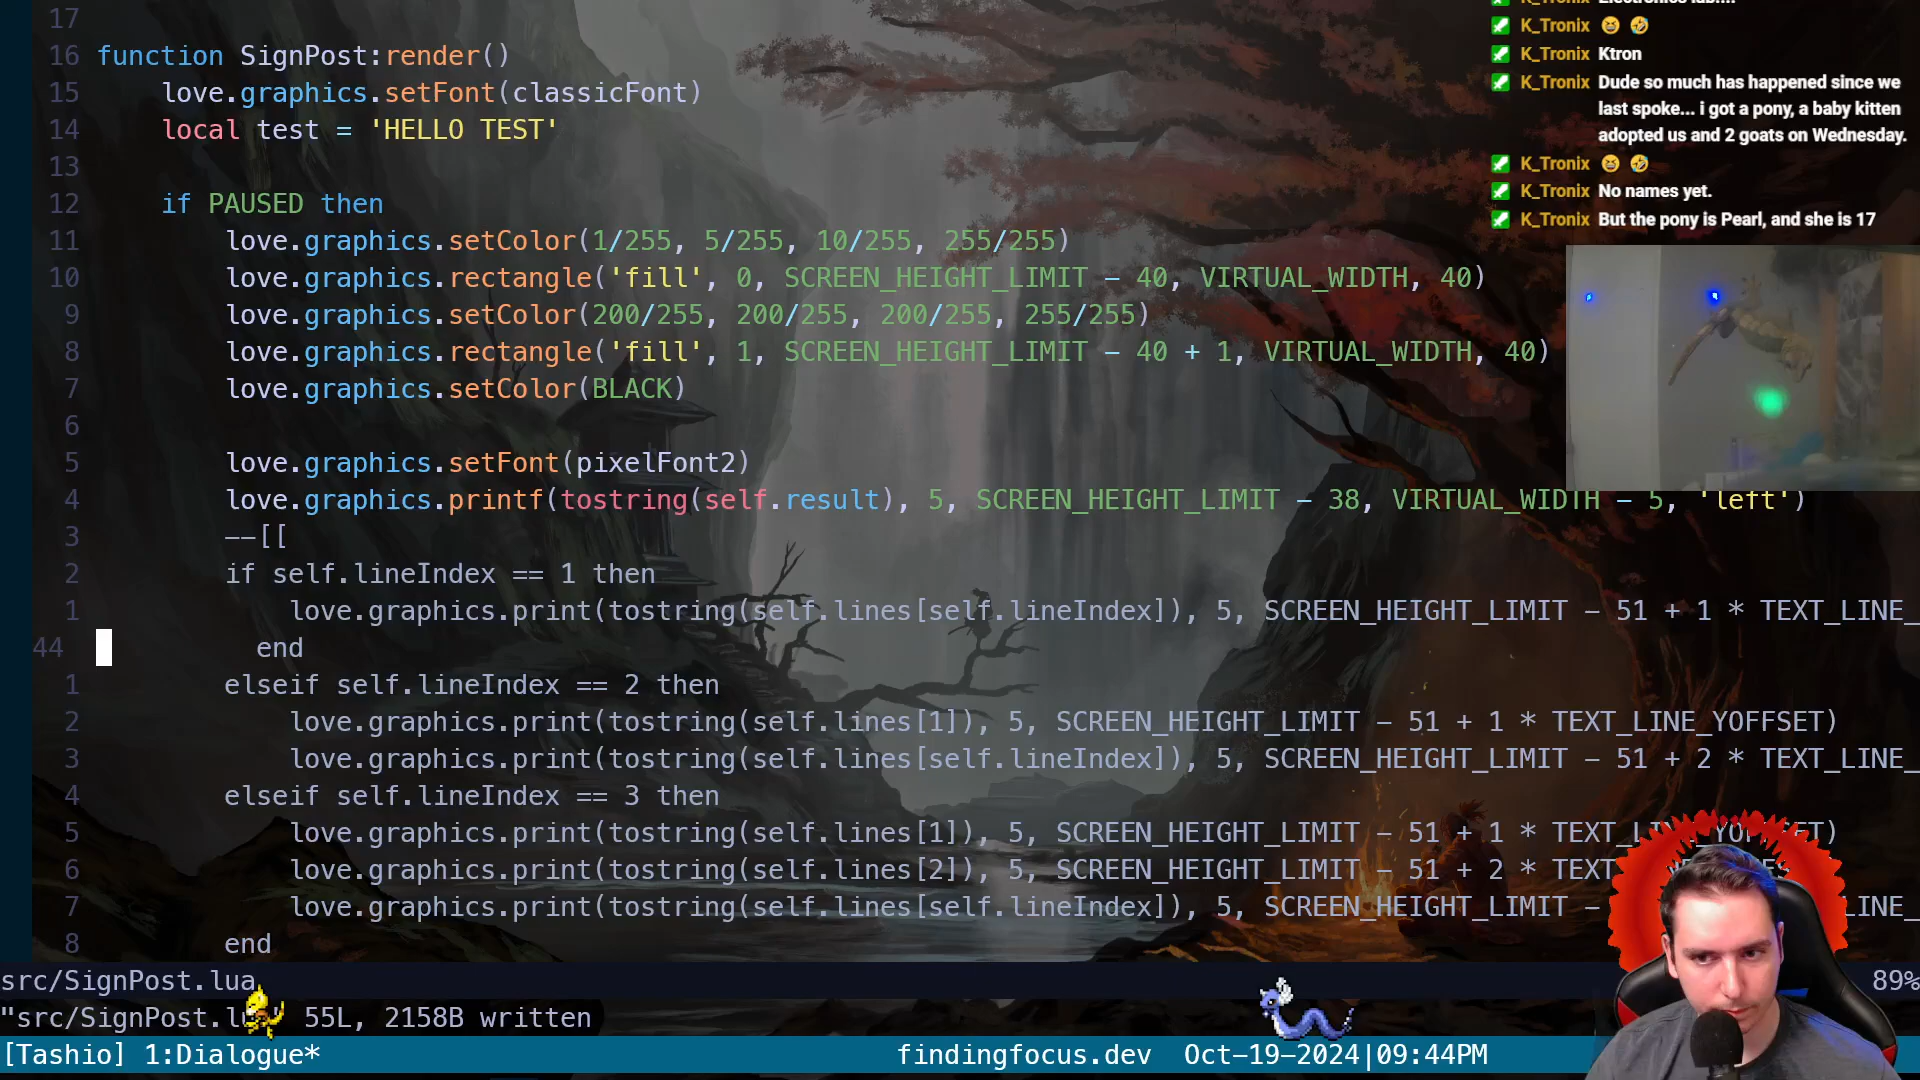 17
16 function SignPost:render()
15 love.graphics.setFont(classicFont)
14 local test = 'HELLO TEST'
13
12 if PAUSED then
11 love.graphics.setColor(1/255, 5/255, 10/255, 255/255)
10 love.graphics.rectangle('fill', 0, SCREEN_HEIGHT_LIMIT - 40, VIRTUAL_WIDTH, 40)
9 love.graphics.setColor(200/255, 200/255, 200/255, 255/255)
8 love.graphics.rectangle('fill', 1, SCREEN_HEIGHT_LIMIT - 40 + 1, VIRTUAL_WIDTH, 40)
7 love.graphics.setColor(BLACK)
6
5 love.graphics.setFont(pixelFont2)
4 love.graphics.printf(tostring(self.result), 5, SCREEN_HEIGHT_LIMIT - 38, VIRTUAL_WIDTH - 5, 'left')
3 --[[
2 if self.lineIndex == 1 then
1 love.graphics.print(tostring(self.lines[self.lineIndex]), 5, SCREEN_HEIGHT_LIMIT - 51 + 1 * TEXT_LINE_
44 end
1 elseif self.lineIndex == 2 then
2 love.graphics.print(tostring(self.lines[1]), 5, SCREEN_HEIGHT_LIMIT - 51 + 1 * TEXT_LINE_YOFFSET)
3 love.graphics.print(tostring(self.lines[self.lineIndex]), 5, SCREEN_HEIGHT_LIMIT - 51 + 2 * TEXT_LINE_
4 elseif self.lineIndex == 3 then
5 love.graphics.print(tostring(self.lines[1]), 5, SCREEN_HEIGHT_LIMIT - 51 + 1 *
6 love.graphics.print(tostring(self.lines[2]), 5, SCREEN_HEIGHT_LIMIT - 51 + 2 * TEXT
7 love.graphics.print(tostring(self.lines[self.lineIndex]), 5, SCREEN_HEIGHT_LIMIT - LINE_
8 end
src/SignPost.lua 89%
"src/SignPost.lu 55L, 2158B written
[Tashio] 1:Dialogue* findingfocus.dev Oct-19-2024|09:44PM
K_Tronix
K_Tronix 😆 🤣
K_Tronix Ktron
K_Tronix Dude so much has happened since we
last spoke... i got a pony, a baby kitten
adopted us and 2 goats on Wednesday.
K_Tronix 😆 🤣
K_Tronix No names yet.
K_Tronix But the pony is Pearl, and she is 17